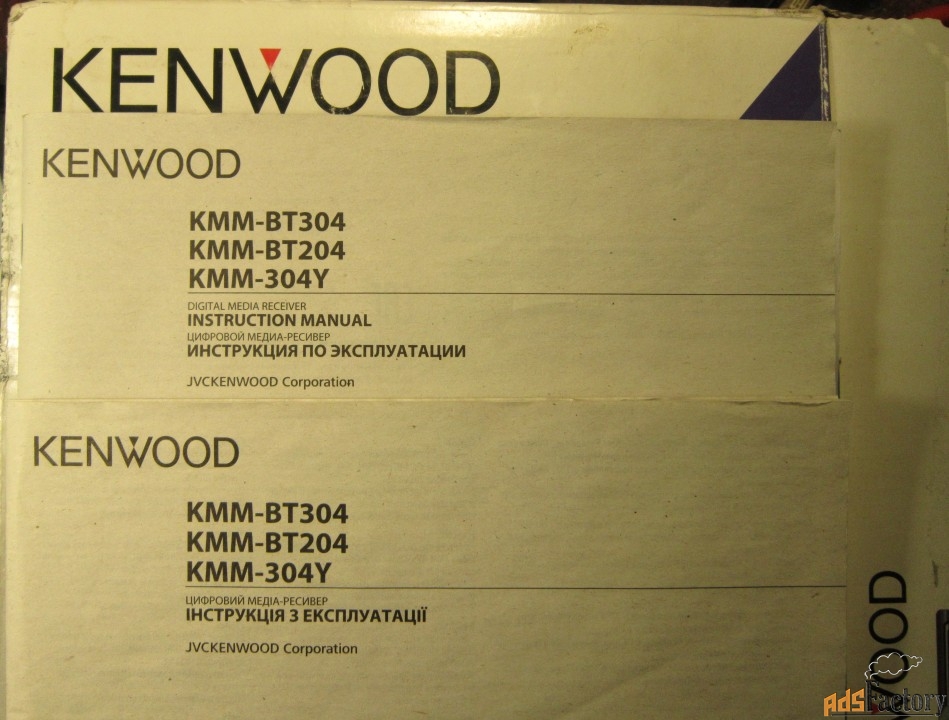 KENWOOD
KENWOOD
KMM-BT304
KMM-BT204
KMM-304Y
DIGITAL MEDIA RECEIVER
INSTRUCTION MANUAL
ЦИФРОВОЙ МЕДИА-РЕСИВЕР
ИНСТРУКЦИЯ ПО ЭКСПЛУАТАЦИИ
JVCKENWOOD Corporation
KENWOOD
KMM-BT304
KMM-BT204
KMM-304Y
ЦИФРОВИЙ МЕДІА-РЕСИВЕР
ІНСТРУКЦІЯ З ЕКСПЛУАТАЦІЇ
JVCKENWOOD Corporation
WOOD
AdsFactory